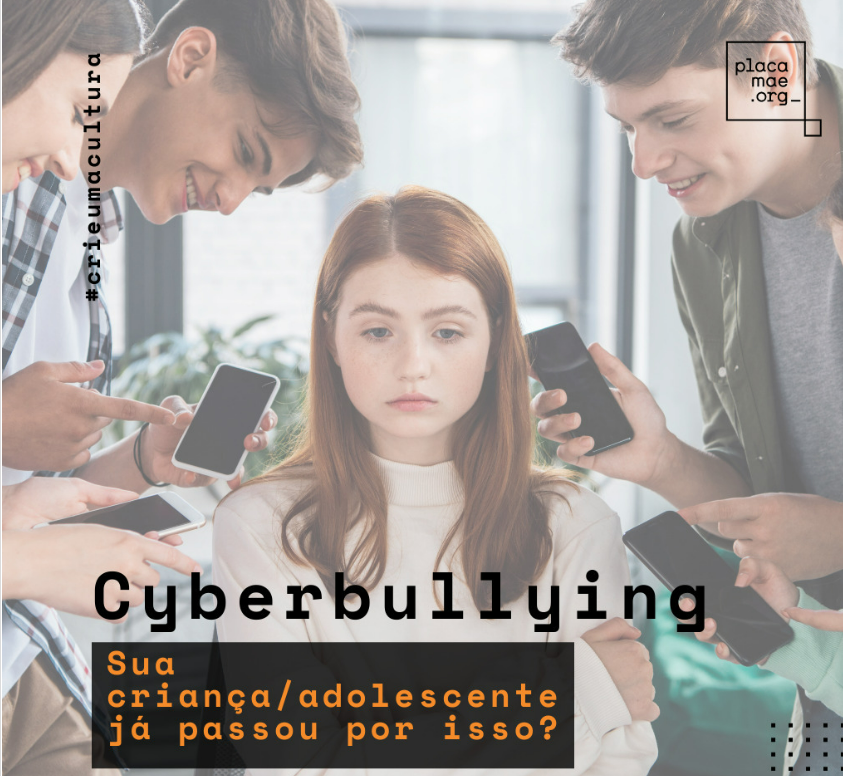 #crieumacultura
placa
mae
.org_
Cyberbullying
Sua
criança/adolescente
já passou por isso?